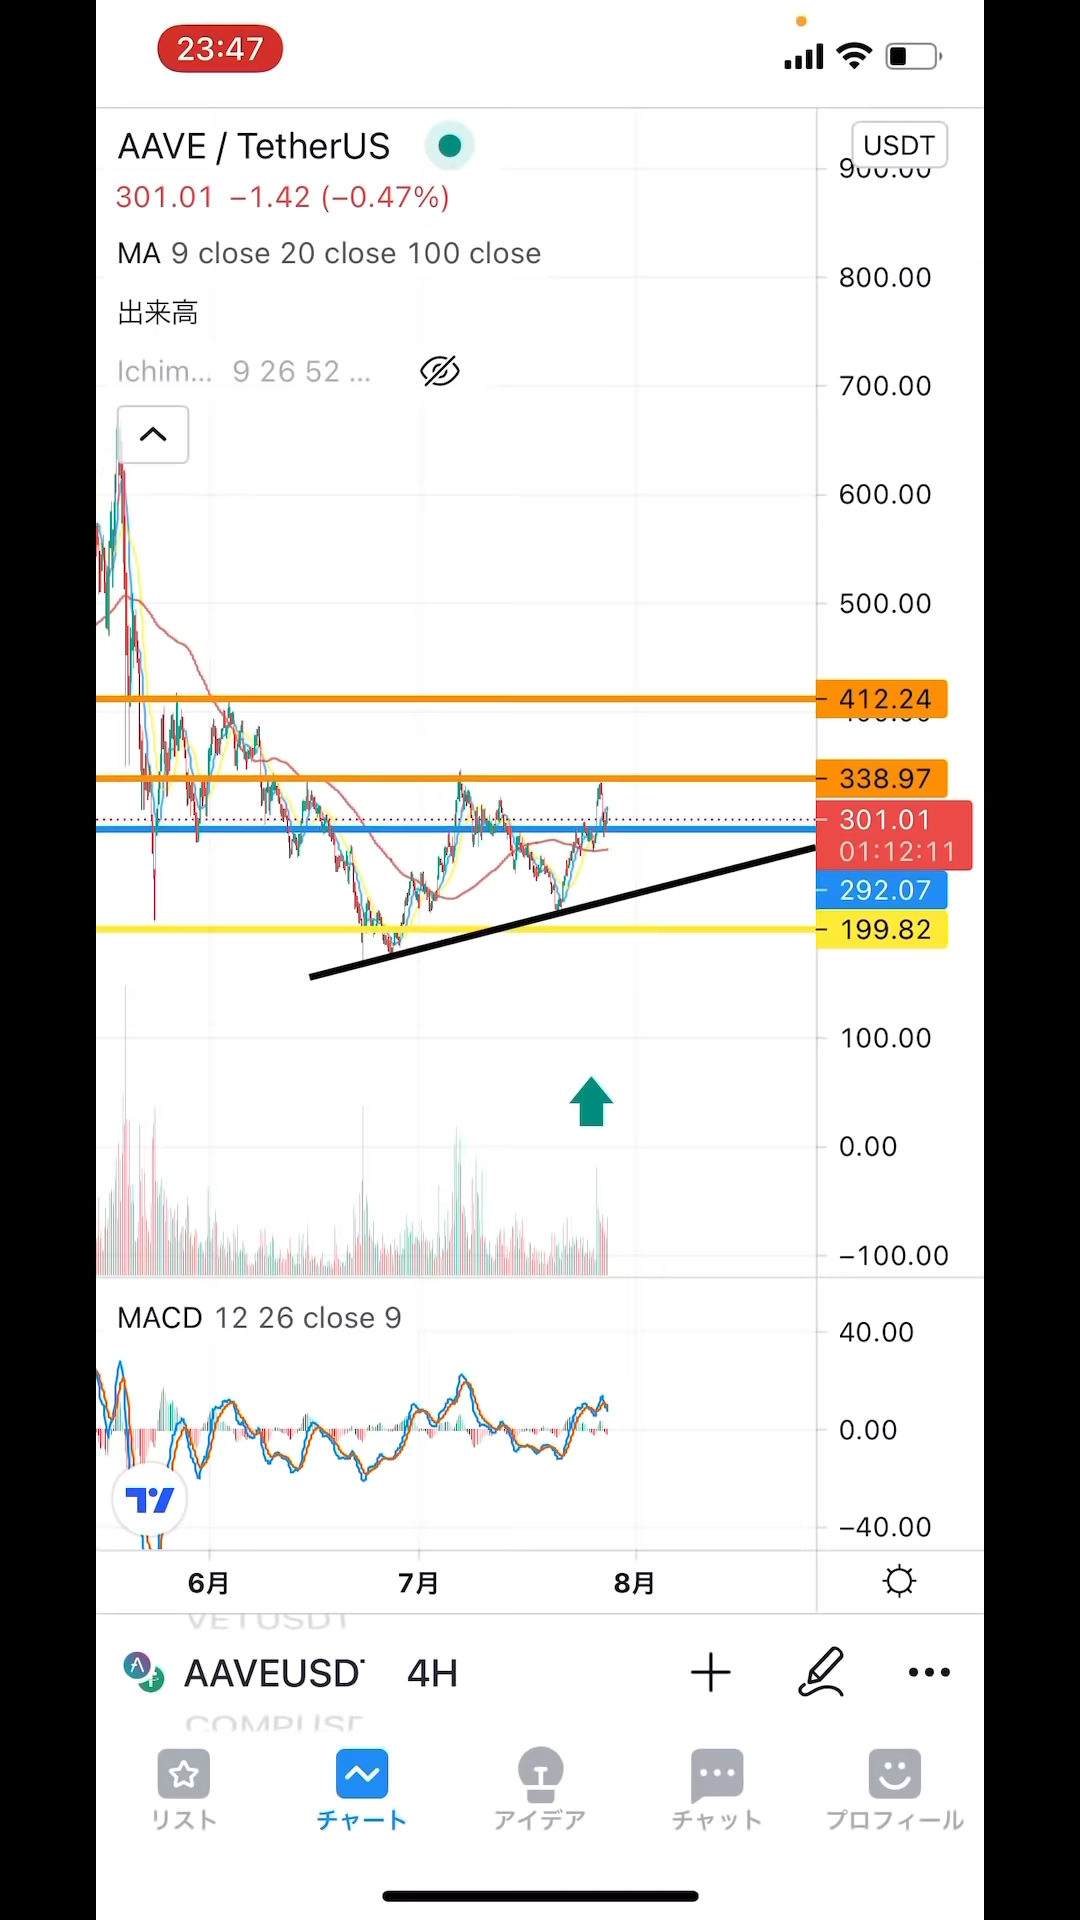 23:47
AAVE / TetherUS
USDT
301.01 −1.42 (−0.47%)
900.00
MA 9 close 20 close 100 close
800.00
出来高
Ichim... 9 26 52 ...
700.00
600.00
500.00
412.24
338.97
301.01
01:12:11
292.07
199.82
100.00
0.00
−100.00
MACD 12 26 close 9
40.00
0.00
−40.00
6月 7月 8月
VETUSDT
AAVEUSDT 4H
リスト チャート アイデア チャット プロフィール